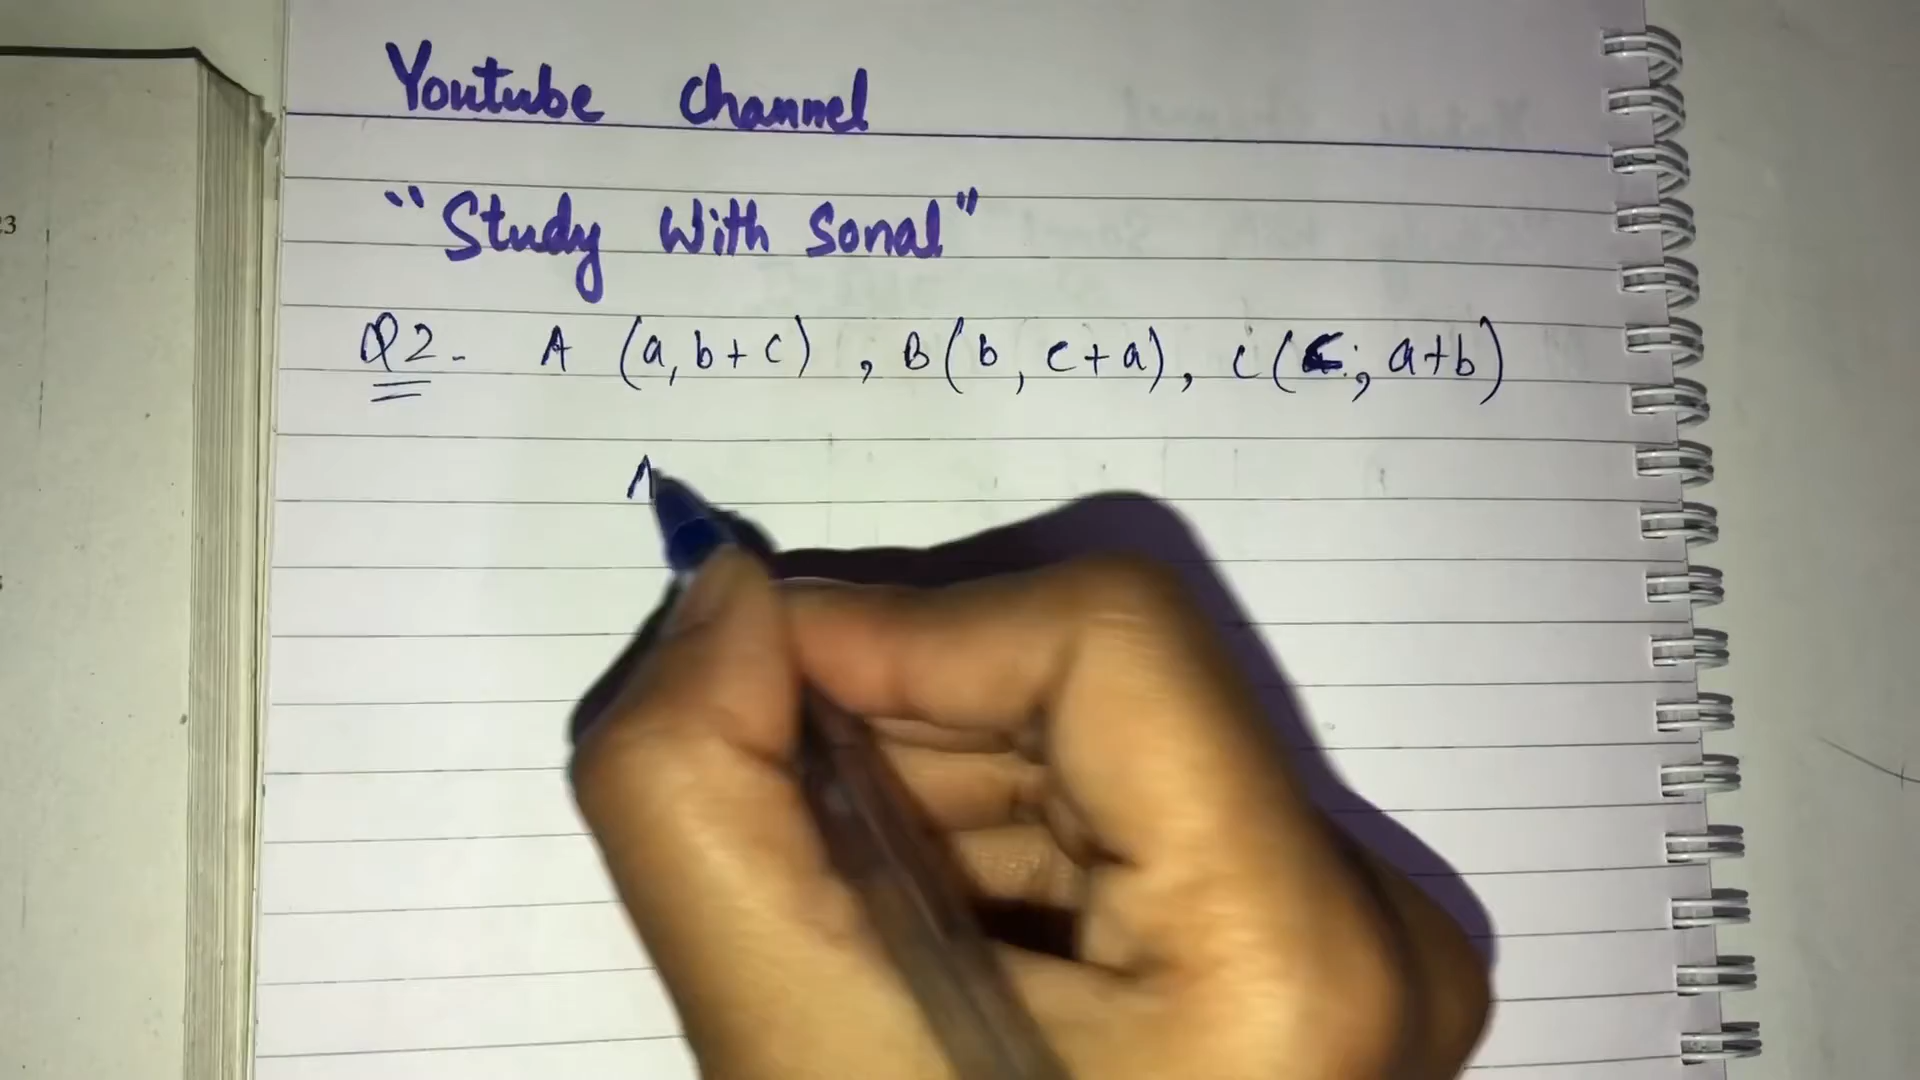 Youtube Channel
"Study With Sonal"
Q2- A (a, b+c), B(b, c+a), C(c, a+b)